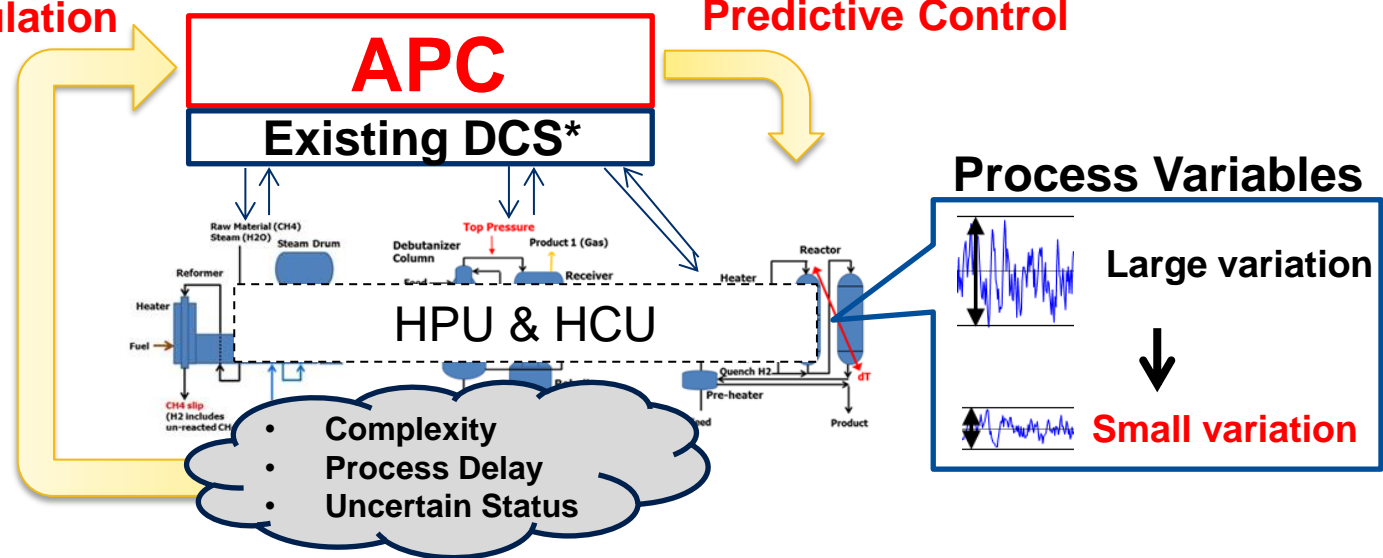 Predictive Control
APC
Existing DCS*
Process Variables
Large variation
Small variation
Raw Material (CH4)
Steam (H2O)
Steam Drum
Reformer
Heater
Fuel
CH4 slip
(H2 includes
un-reacted
Top Pressure
Debutanizer
Column
Product 1 (Gas)
Receiver
Reactor
Heater
Quench H2
dT
Pre-heater
Product
HPU & HCU
• Complexity
• Process Delay
• Uncertain Status